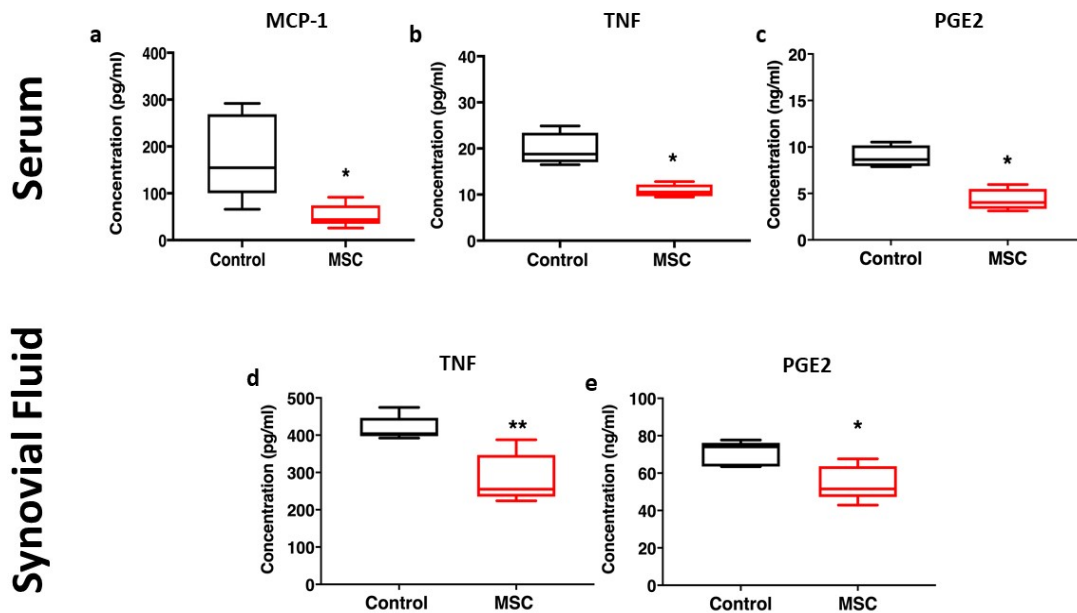 Serum
a
MCP-1
Concentration (pg/ml)
400
300
200
100
0
*
Control MSC
b
TNF
Concentration (pg/ml)
40
30
20
10
0
*
Control MSC
c
PGE2
Concentration (ng/ml)
20
15
10
5
0
*
Control MSC
Synovial Fluid
d
TNF
Concentration (pg/ml)
500
400
300
200
100
0
**
Control MSC
e
PGE2
Concentration (ng/ml)
100
80
60
40
20
0
*
Control MSC